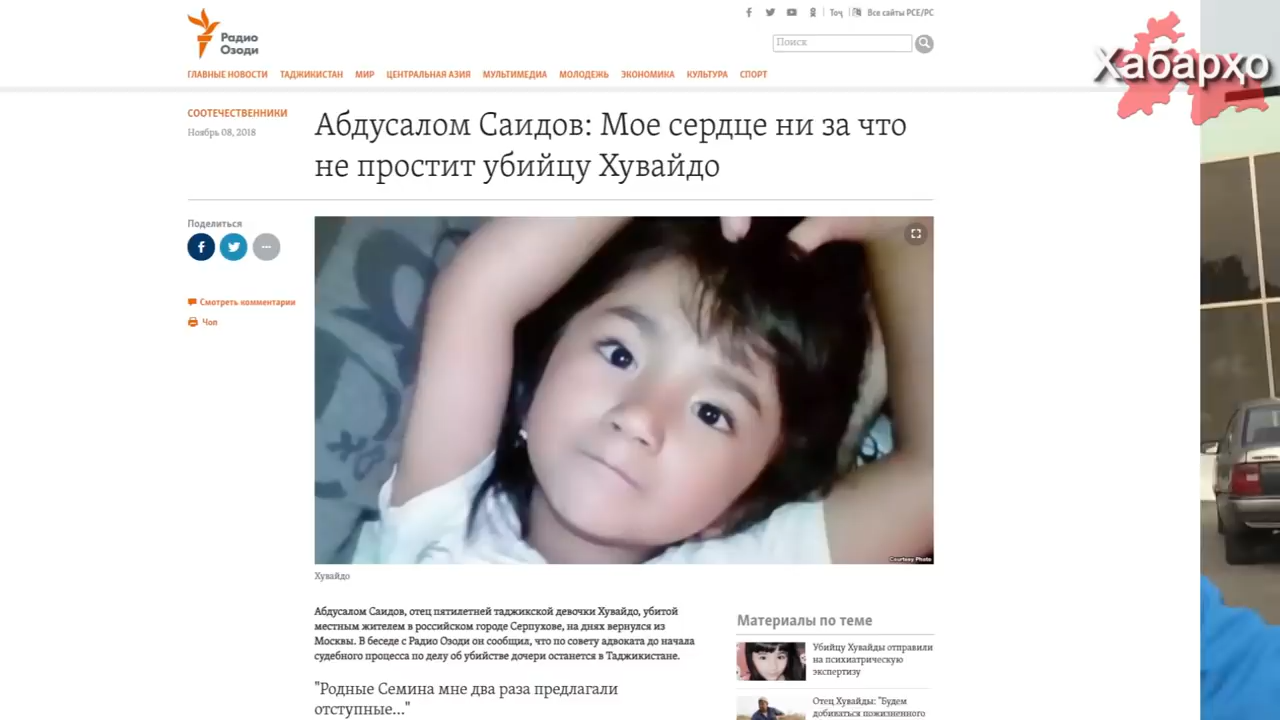 Радио
Озоди
Тоҷ
Все сайты РСЕ/РС
Поиск
Хабарҳо
ГЛАВНЫЕ НОВОСТИ ТАДЖИКИСТАН МИР ЦЕНТРАЛЬНАЯ АЗИЯ МУЛЬТИМЕДИА МОЛОДЕЖЬ ЭКОНОМИКА КУЛЬТУРА СПОРТ
СООТЕЧЕСТВЕННИКИ
Ноябрь 08, 2018
Абдусалом Саидов: Мое сердце ни за что
не простит убийцу Хувайдо
Поделиться
Смотреть комментарии
Чоп
Courtesy Photo
Хувайдо
Абдусалом Саидов, отец пятилетней таджикской девочки Хувайдо, убитой
местным жителем в российском городе Серпухове, на днях вернулся из
Москвы. В беседе с Радио Озоди он сообщил, что по совету адвоката до начала
судебного процесса по делу об убийстве дочери останется в Таджикистане.
"Родные Семина мне два раза предлагали
отступные..."
Материалы по теме
Убийцу Хувайды отправили
на психиатрическую
экспертизу
Отец Хувайды: "Будем
добиваться пожизненного